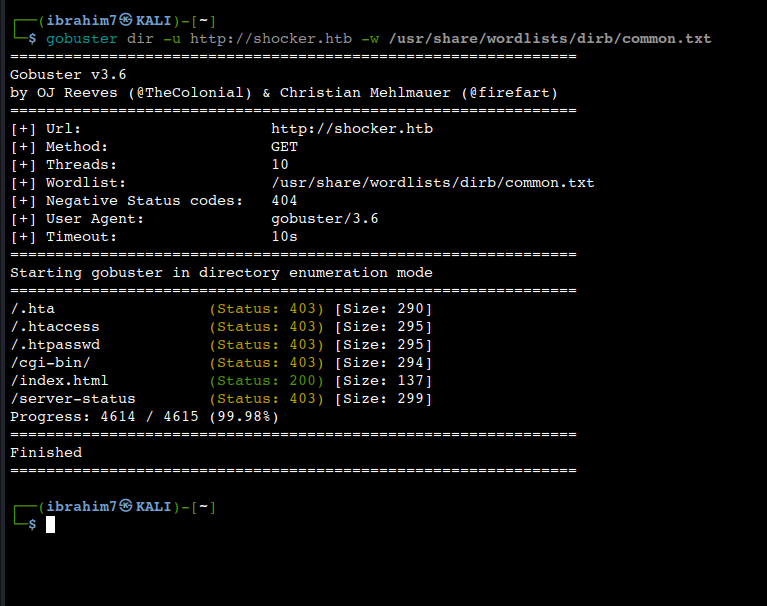 ┌──(ibrahim7㉿KALI)-[~]
└─$ gobuster dir -u http://shocker.htb -w /usr/share/wordlists/dirb/common.txt
===============================================================
Gobuster v3.6
by OJ Reeves (@TheColonial) & Christian Mehlmauer (@firefart)
===============================================================
[+] Url:                     http://shocker.htb
[+] Method:                  GET
[+] Threads:                 10
[+] Wordlist:                /usr/share/wordlists/dirb/common.txt
[+] Negative Status codes:   404
[+] User Agent:              gobuster/3.6
[+] Timeout:                 10s
===============================================================
Starting gobuster in directory enumeration mode
===============================================================
/.hta                 (Status: 403) [Size: 290]
/.htaccess            (Status: 403) [Size: 295]
/.htpasswd            (Status: 403) [Size: 295]
/cgi-bin/             (Status: 403) [Size: 294]
/index.html           (Status: 200) [Size: 137]
/server-status        (Status: 403) [Size: 299]
Progress: 4614 / 4615 (99.98%)
===============================================================
Finished
===============================================================
┌──(ibrahim7㉿KALI)-[~]
└─$